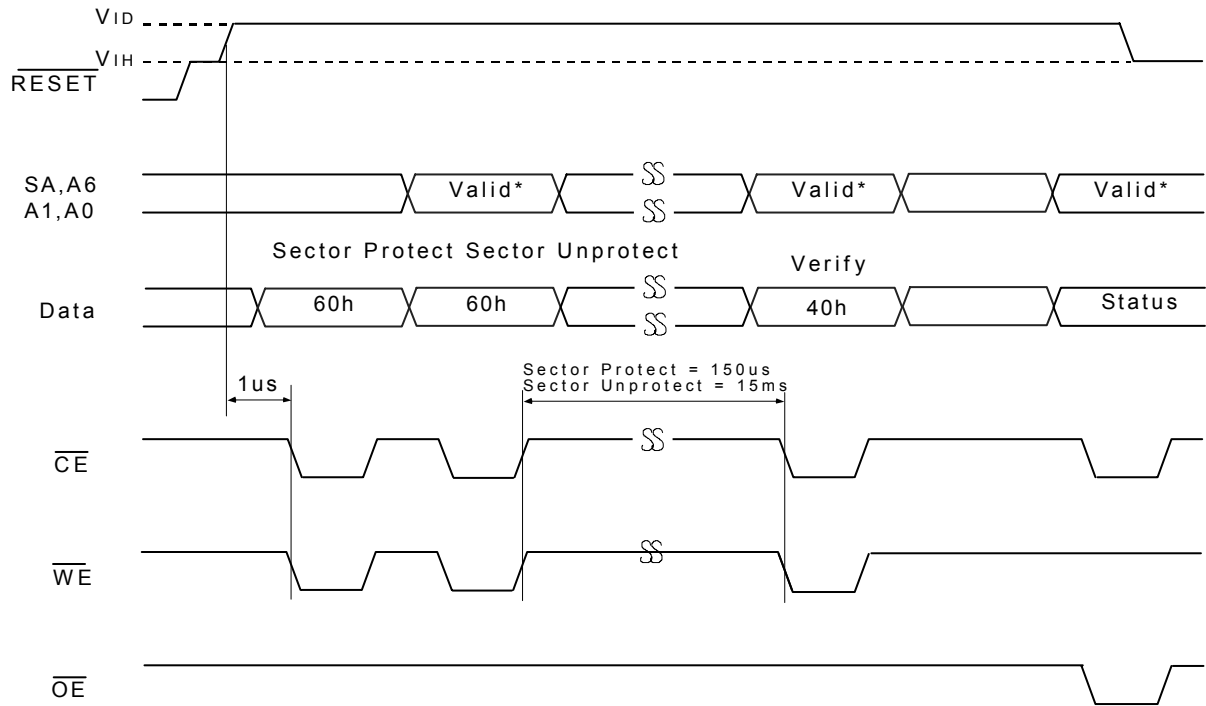 VID
VIH
RESET
SA,A6
A1,A0
Valid*
Valid*
Valid*
Sector Protect Sector Unprotect
Verify
Data
60h
60h
40h
Status
1us
Sector Protect = 150us
Sector Unprotect = 15ms
CE
WE
OE